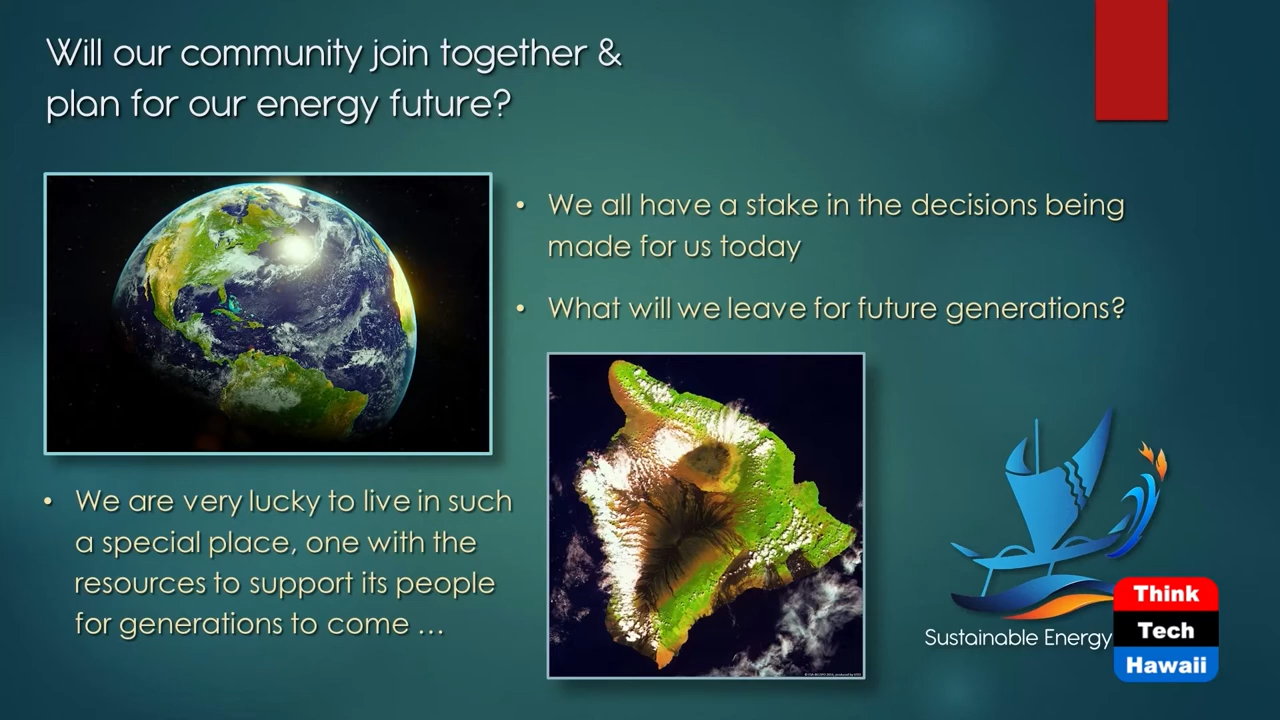 Will our community join together &
plan for our energy future?
• We all have a stake in the decisions being
made for us today
• What will we leave for future generations?
• We are very lucky to live in such
a special place, one with the
resources to support its people
for generations to come …
Sustainable Energy
Think
Tech
Hawaii